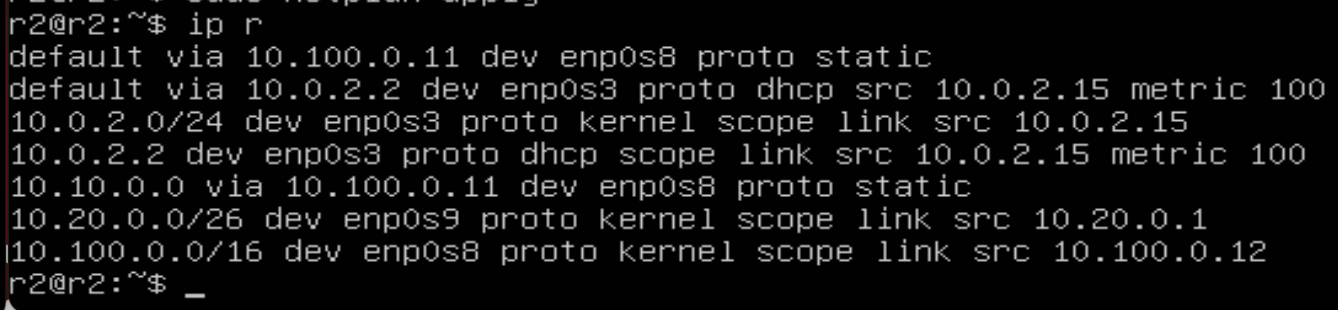 r2@r2:~$ ip r
default via 10.100.0.11 dev enp0s8 proto static
default via 10.0.2.2 dev enp0s3 proto dhcp src 10.0.2.15 metric 100
10.0.2.0/24 dev enp0s3 proto kernel scope link src 10.0.2.15
10.0.2.2 dev enp0s3 proto dhcp scope link src 10.0.2.15 metric 100
10.10.0.0 via 10.100.0.11 dev enp0s8 proto static
10.20.0.0/26 dev enp0s9 proto kernel scope link src 10.20.0.1
10.100.0.0/16 dev enp0s8 proto kernel scope link src 10.100.0.12
r2@r2:~$ _